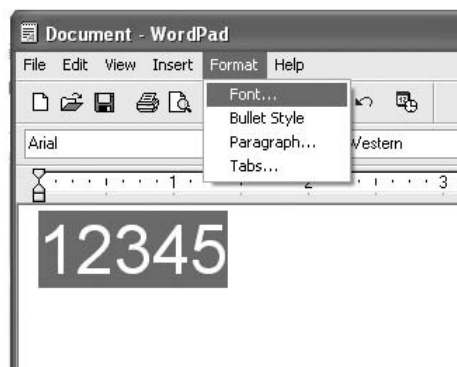 Document - WordPad
File Edit View Insert Format Help
Font...
Bullet Style
Arial
Paragraph...
Western
Tabs...
1 2 3
12345